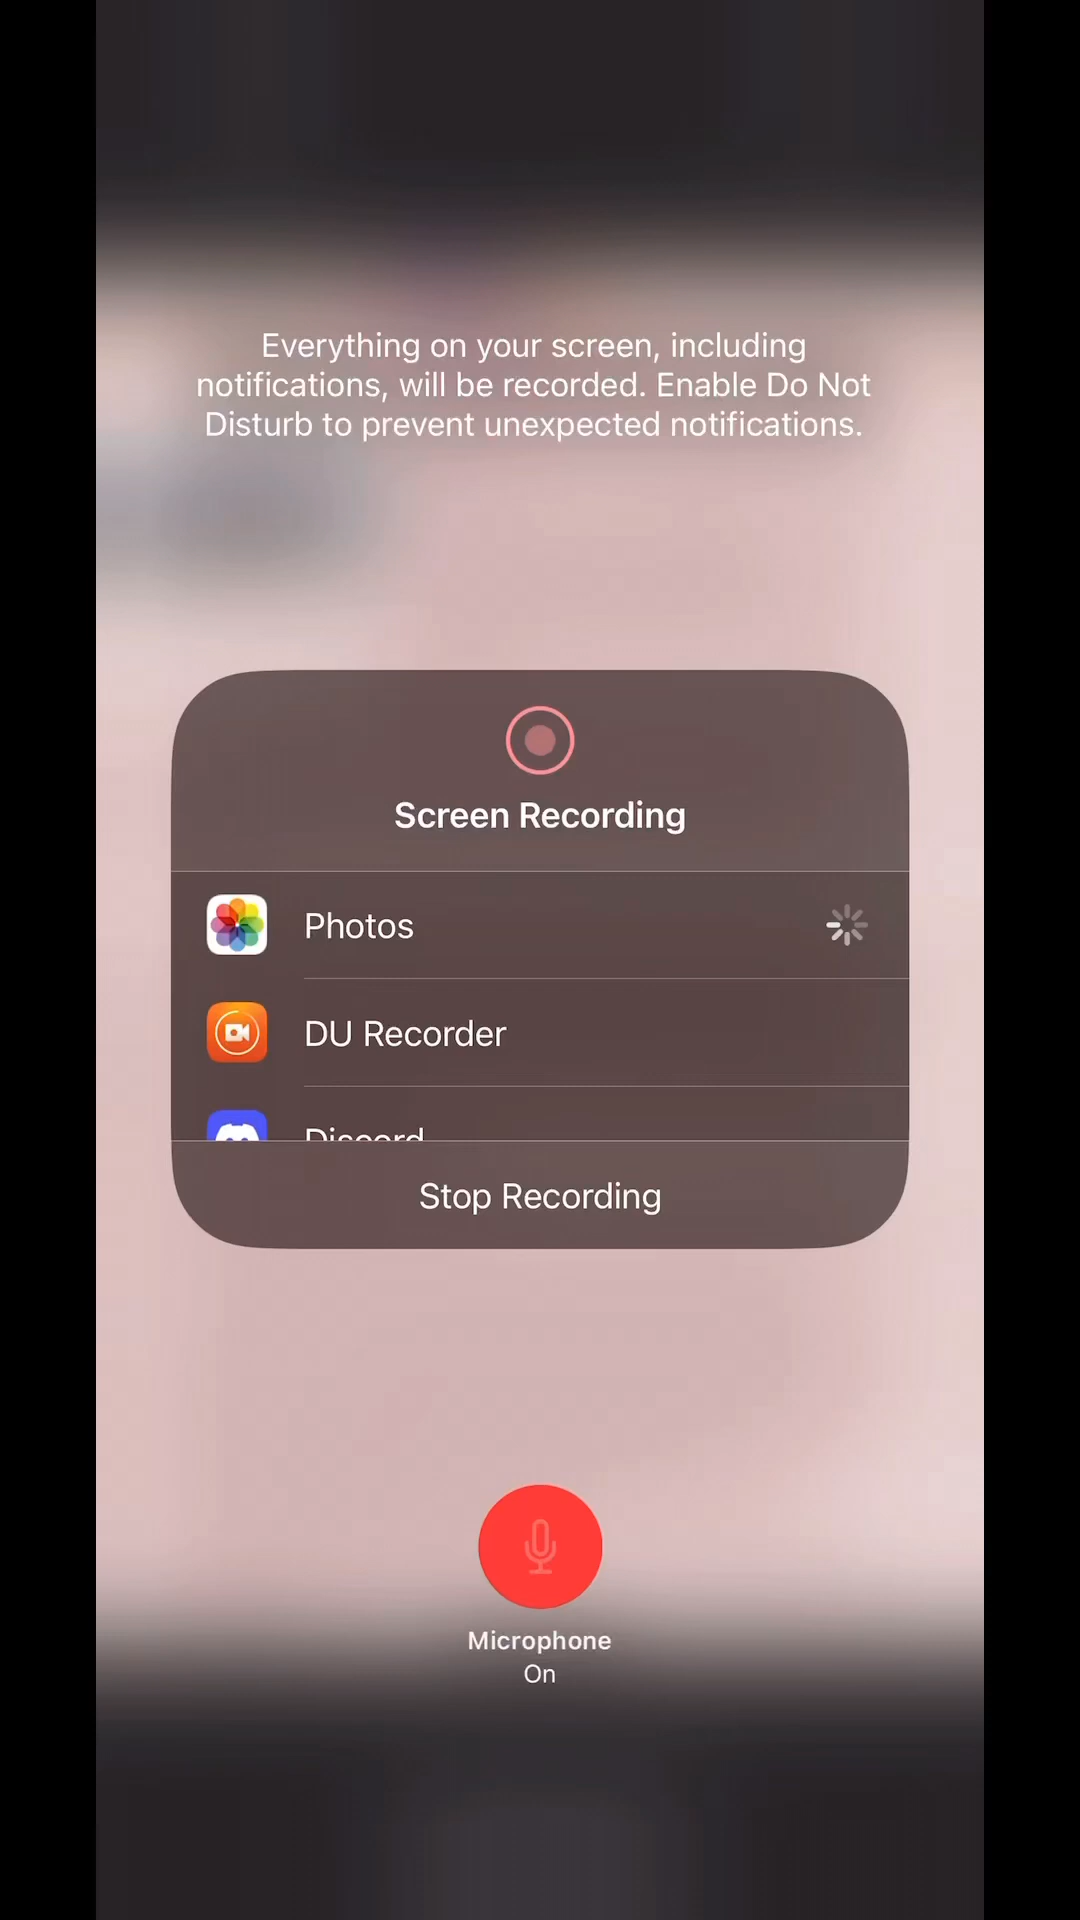 Everything on your screen, including
notifications, will be recorded. Enable Do Not
Disturb to prevent unexpected notifications.
Screen Recording
Photos
DU Recorder
Discord
Stop Recording
Microphone
On